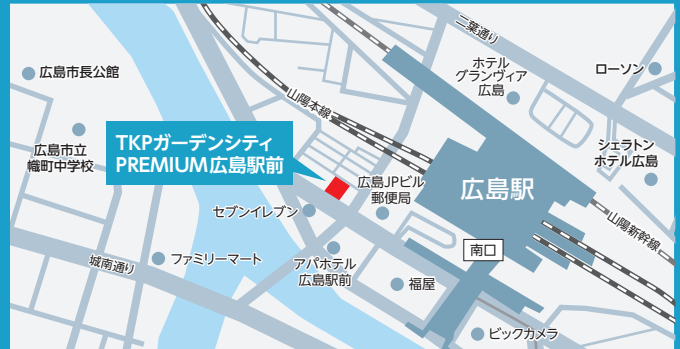 二葉通り
広島市長公館
ホテル
グランヴィア
広島
ローソン
山陽本線
広島市立
幟町中学校
TKPガーデンシティ
PREMIUM広島駅前
シェラトン
ホテル広島
広島JPビル
郵便局
広島駅
セブンイレブン
山陽新幹線
南口
城南通り
ファミリーマート
アパホテル
広島駅前
福屋
ビックカメラ